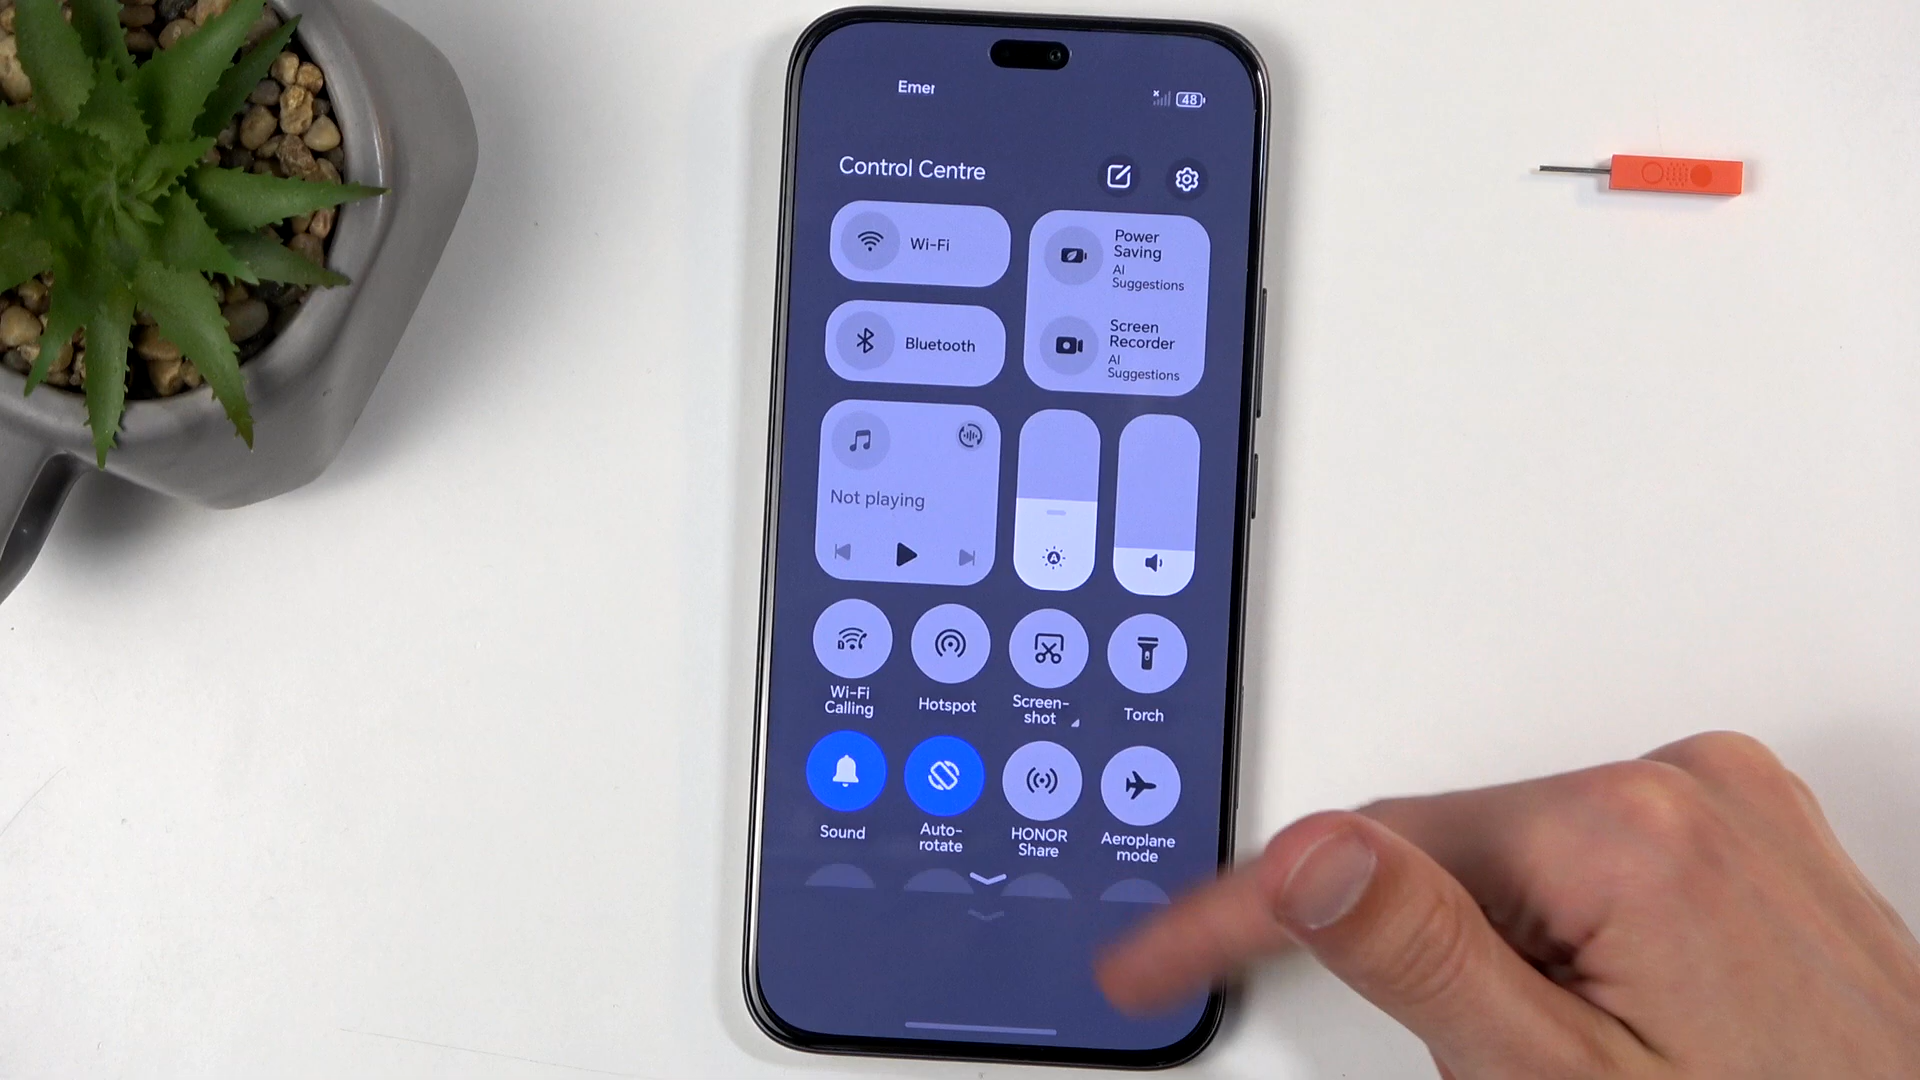 Emer
48
Control Centre
Wi-Fi
Power
Saving
AI
Suggestions
Bluetooth
Screen
Recorder
AI
Suggestions
Not playing
Wi-Fi
Calling
Hotspot
Screen-
shot
Torch
Sound
Auto-
rotate
HONOR
Share
Aeroplane
mode